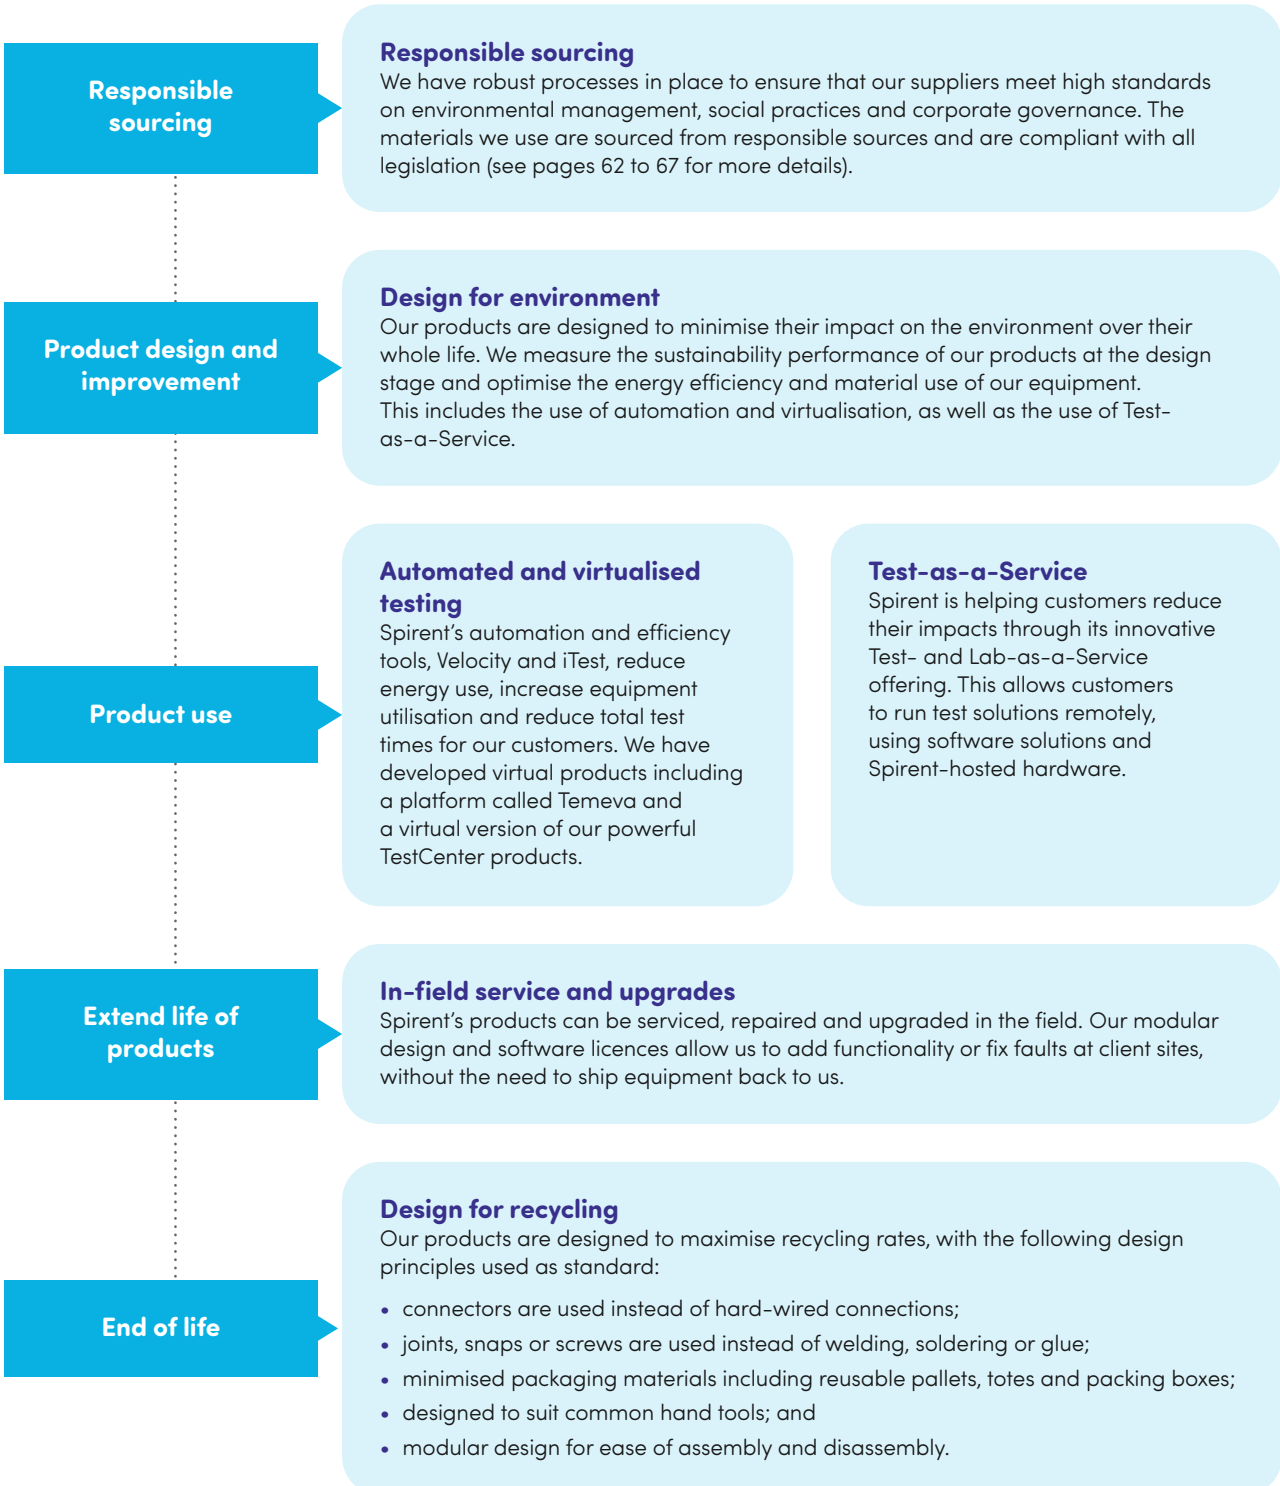 Responsible
sourcing
Responsible sourcing
We have robust processes in place to ensure that our suppliers meet high standards
on environmental management, social practices and corporate governance. The
materials we use are sourced from responsible sources and are compliant with all
legislation (see pages 62 to 67 for more details).
Product design and
improvement
Design for environment
Our products are designed to minimise their impact on the environment over their
whole life. We measure the sustainability performance of our products at the design
stage and optimise the energy efficiency and material use of our equipment.
This includes the use of automation and virtualisation, as well as the use of Test-
as-a-Service.
Product use
Automated and virtualised
testing
Spirent’s automation and efficiency
tools, Velocity and iTest, reduce
energy use, increase equipment
utilisation and reduce total test
times for our customers. We have
developed virtual products including
a platform called Temeva and
a virtual version of our powerful
TestCenter products.
Test-as-a-Service
Spirent is helping customers reduce
their impacts through its innovative
Test- and Lab-as-a-Service
offering. This allows customers
to run test solutions remotely,
using software solutions and
Spirent-hosted hardware.
Extend life of
products
In-field service and upgrades
Spirent’s products can be serviced, repaired and upgraded in the field. Our modular
design and software licences allow us to add functionality or fix faults at client sites,
without the need to ship equipment back to us.
End of life
Design for recycling
Our products are designed to maximise recycling rates, with the following design
principles used as standard:
• connectors are used instead of hard-wired connections;
• joints, snaps or screws are used instead of welding, soldering or glue;
• minimised packaging materials including reusable pallets, totes and packing boxes;
• designed to suit common hand tools; and
• modular design for ease of assembly and disassembly.